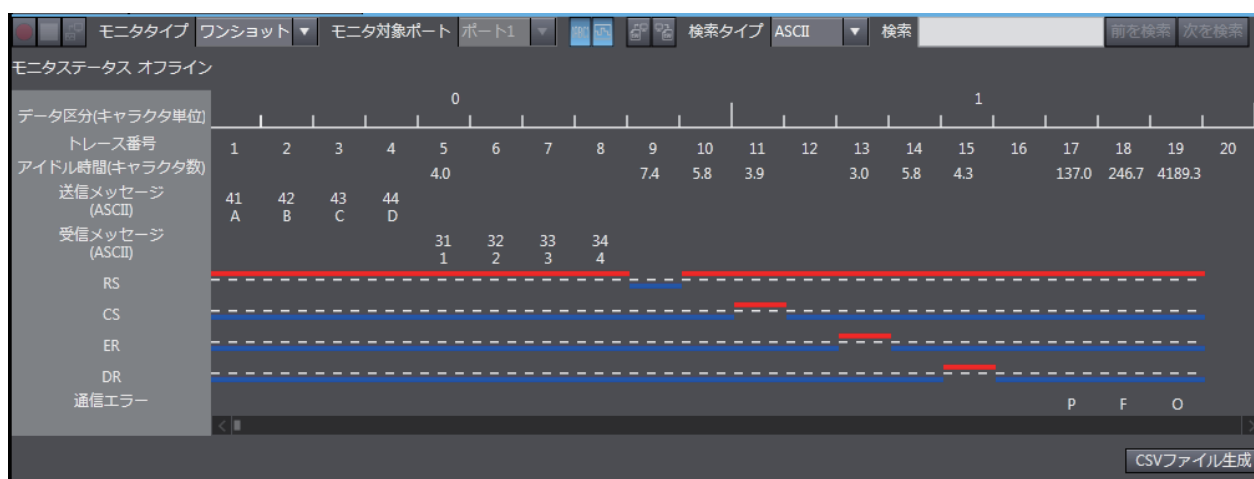 モニタタイプ ワンショット モニタ対象ポート ポート1 ABC 検索タイプ ASCII 検索 前を検索 次を検索
モニタステータス オフライン
データ区分(キャラクタ単位) 0 1
トレース番号 1 2 3 4 5 6 7 8 9 10 11 12 13 14 15 16 17 18 19 20
アイドル時間(キャラクタ数) 4.0 7.4 5.8 3.9 3.0 5.8 4.3 137.0 246.7 4189.3
送信メッセージ 41 42 43 44
(ASCII) A B C D
受信メッセージ 31 32 33 34
(ASCII) 1 2 3 4
RS
CS
ER
DR
通信エラー P F O
CSVファイル生成